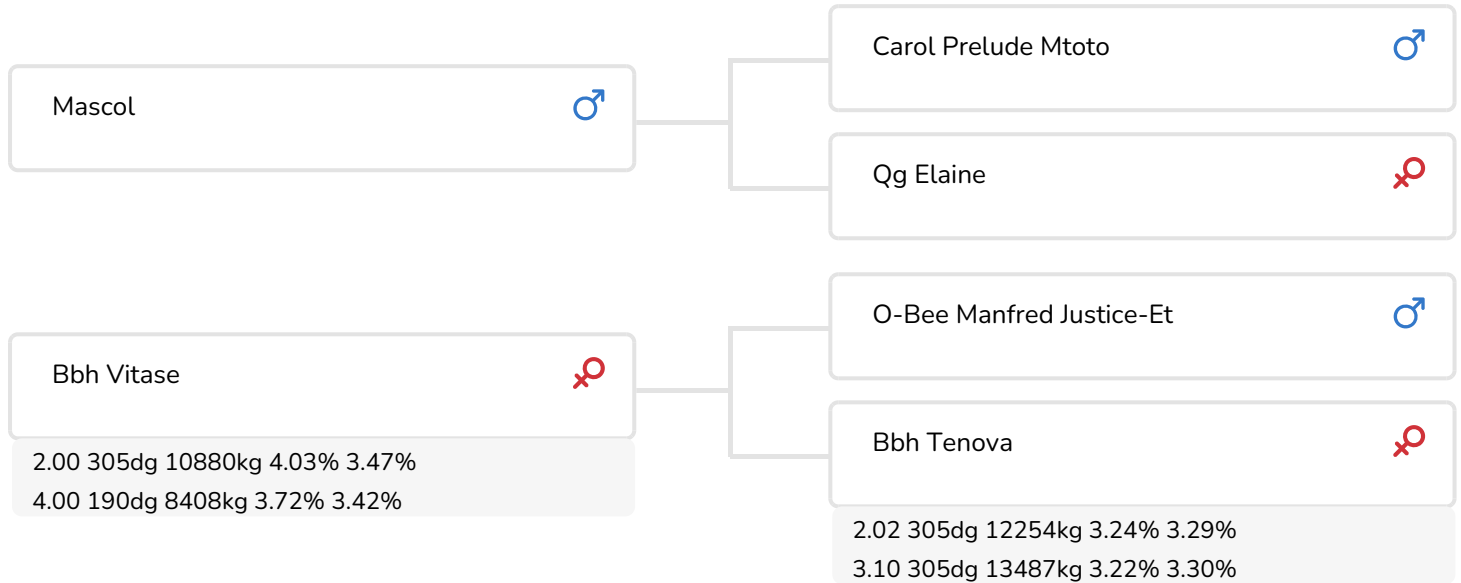 Carol Prelude Mtoto
Mascol
Qg Elaine
O-Bee Manfred Justice-Et
Bbh Vitase
2.00 305dg 10880kg 4.03% 3.47%
4.00 190dg 8408kg 3.72% 3.42%
Bbh Tenova
2.02 305dg 12254kg 3.24% 3.29%
3.10 305dg 13487kg 3.22% 3.30%